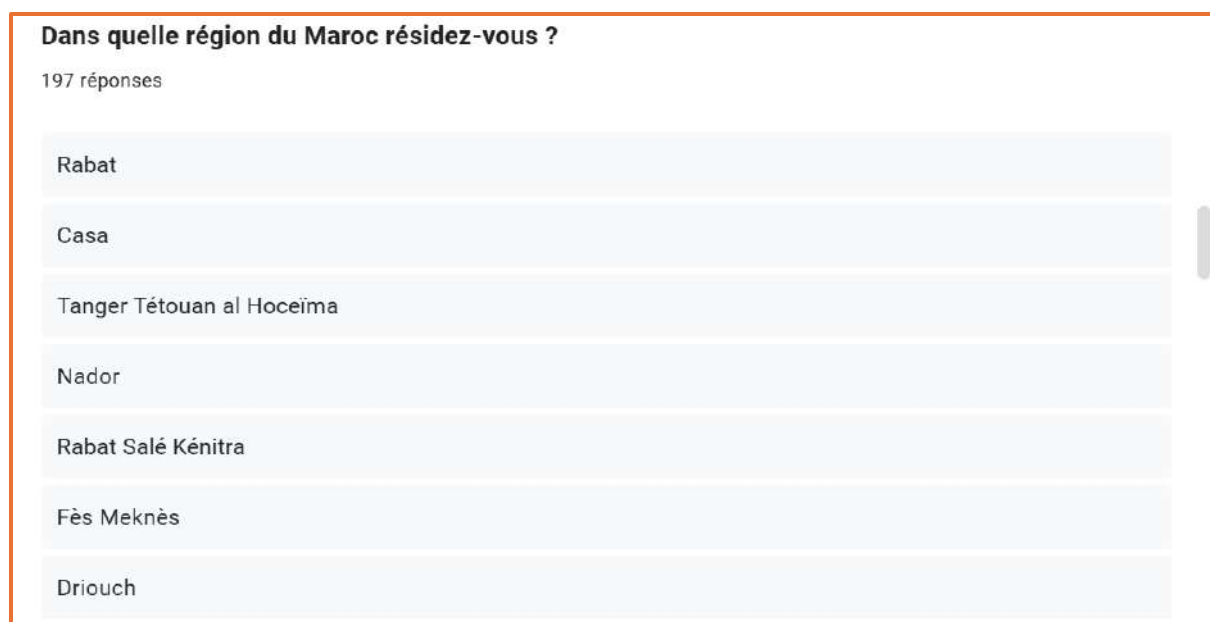 Dans quelle région du Maroc résidez-vous ?
197 réponses
Rabat
Casa
Tanger Tétouan al Hoceïma
Nador
Rabat Salé Kénitra
Fès Meknès
Driouch